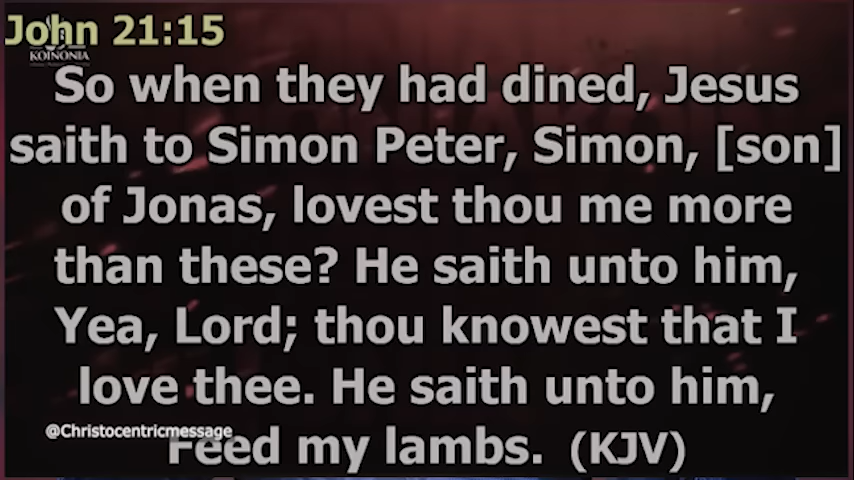 John 21:15
KOINONIA
So when they had dined, Jesus
saith to Simon Peter, Simon, [son]
of Jonas, lovest thou me more
than these? He saith unto him,
Yea, Lord; thou knowest that I
love thee. He saith unto him,
@Christocentricmessage
Feed my lambs. (KJV)